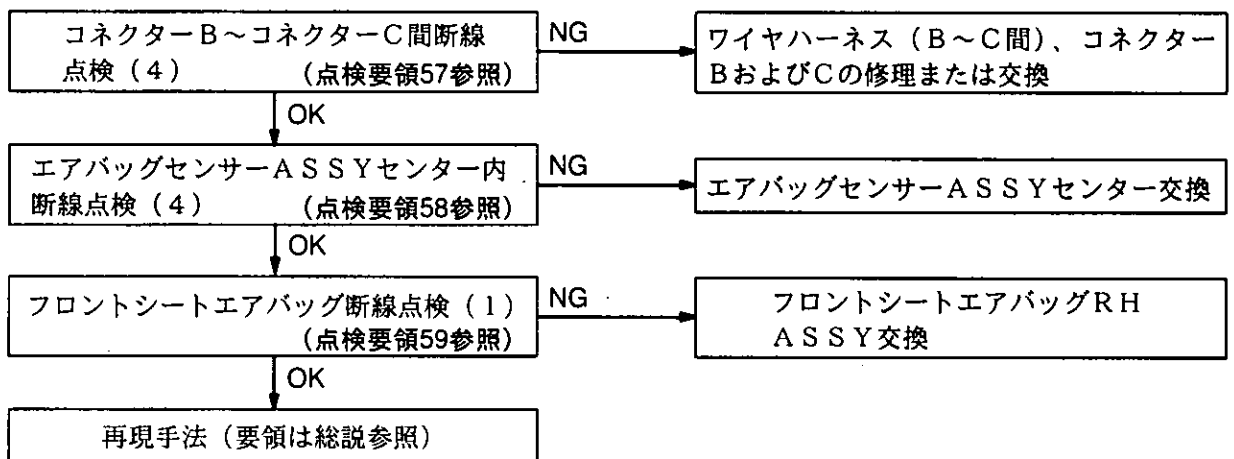 コネクターB～コネクターC間断線
点検（4）　（点検要領57参照）
NG
ワイヤハーネス（B～C間）、コネクター
BおよびCの修理または交換
OK
エアバッグセンサーASSYセンター内
断線点検（4）　（点検要領58参照）
NG
エアバッグセンサーASSYセンター交換
OK
フロントシートエアバッグ断線点検（1）
（点検要領59参照）
NG
フロントシートエアバッグRH
ASSY交換
OK
再現手法（要領は総説参照）